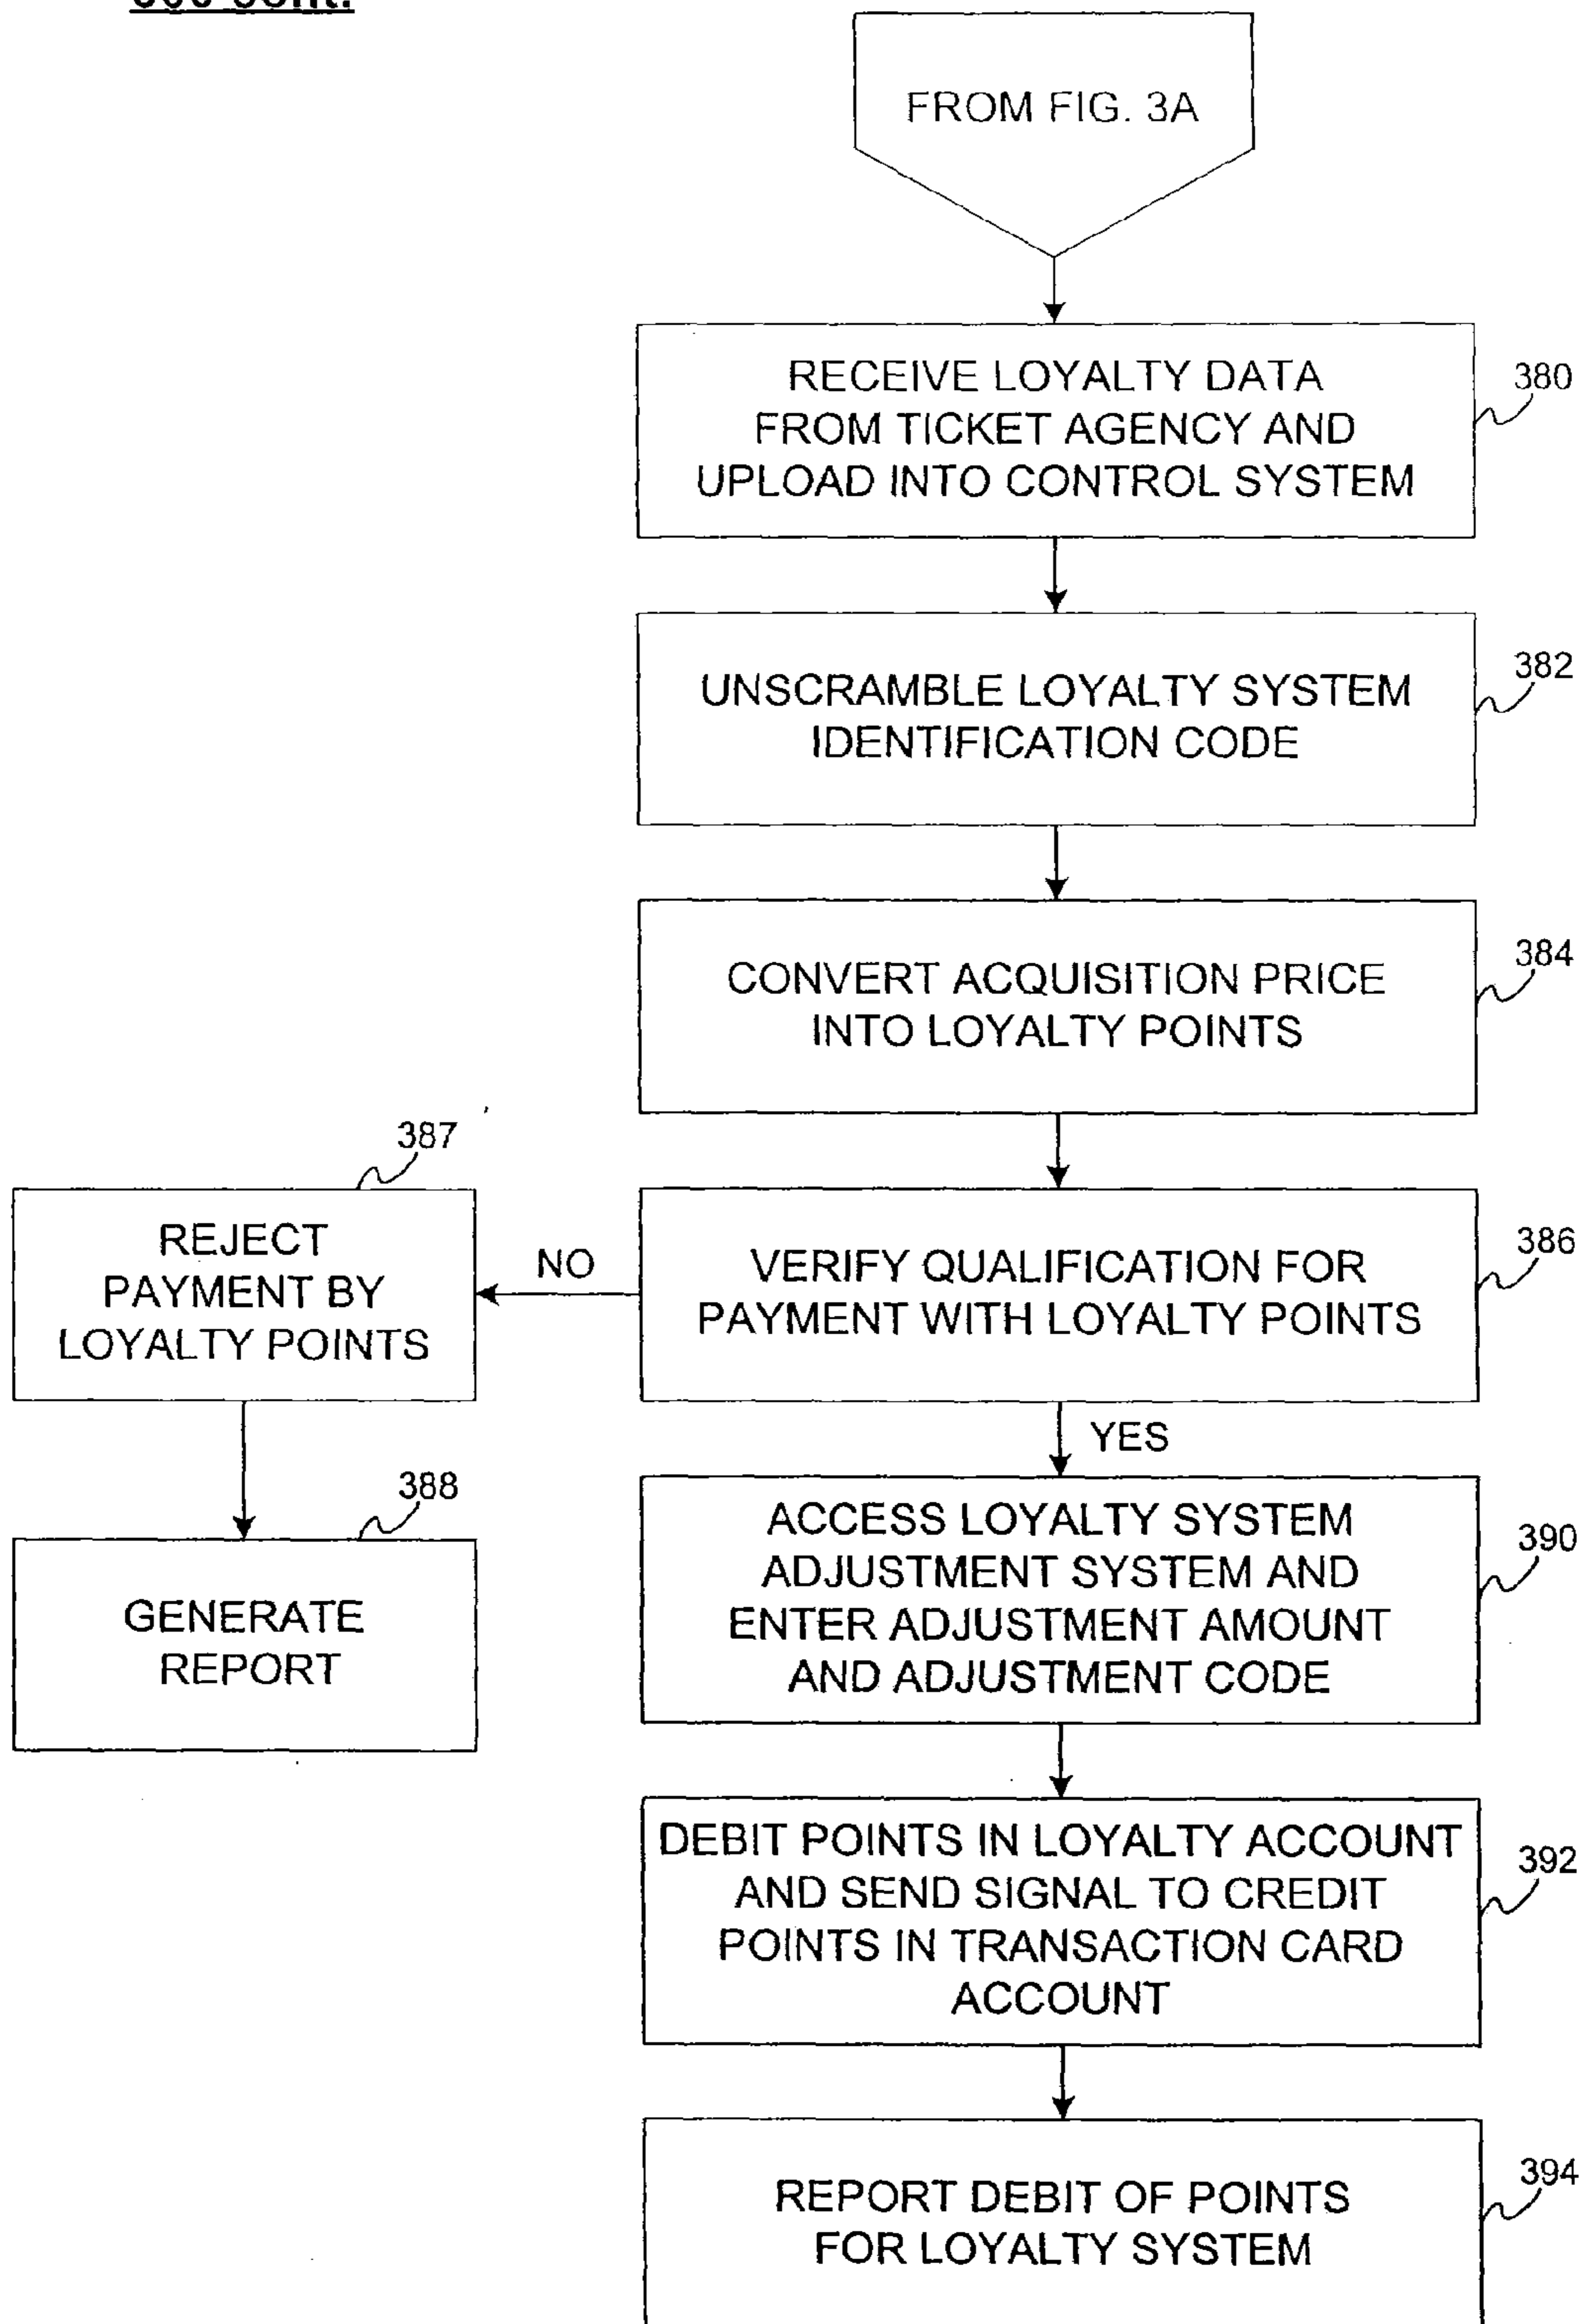 FROM FIG. 3A
RECEIVE LOYALTY DATA
FROM TICKET AGENCY AND
UPLOAD INTO CONTROL SYSTEM
380
UNSCRAMBLE LOYALTY SYSTEM
IDENTIFICATION CODE
382
CONVERT ACQUISITION PRICE
INTO LOYALTY POINTS
384
VERIFY QUALIFICATION FOR
PAYMENT WITH LOYALTY POINTS
386
NO
387
REJECT
PAYMENT BY
LOYALTY POINTS
388
GENERATE
REPORT
YES
ACCESS LOYALTY SYSTEM
ADJUSTMENT SYSTEM AND
ENTER ADJUSTMENT AMOUNT
AND ADJUSTMENT CODE
390
DEBIT POINTS IN LOYALTY ACCOUNT
AND SEND SIGNAL TO CREDIT
POINTS IN TRANSACTION CARD
ACCOUNT
392
REPORT DEBIT OF POINTS
FOR LOYALTY SYSTEM
394